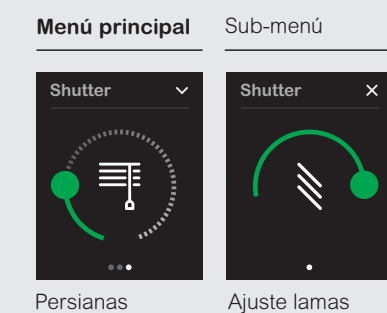 Menú principal
Sub-menú
Shutter
Shutter
Persianas
Ajuste lamas